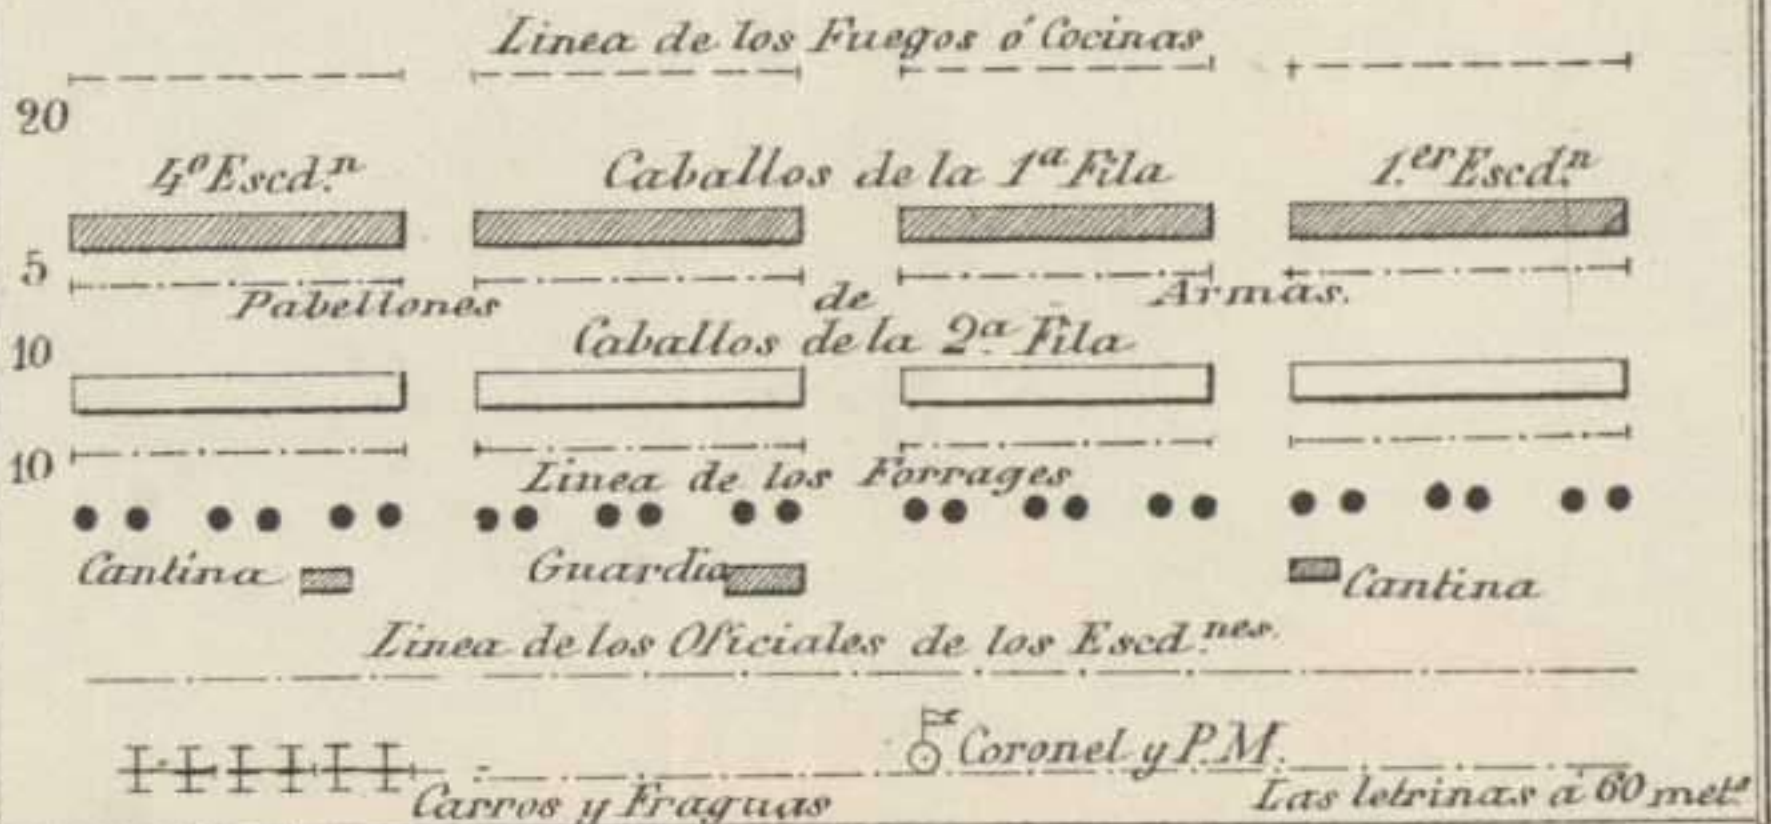 Linea de los Fuegos ó Cocinas
20
4º Escd.n Caballos de la 1ª Fila 1.er Escd.n
5
Pabellones de Armas.
10 Caballos de la 2.ª Fila
10
Linea de los Forrages
Cantina Guardia Cantina
Linea de los Oficiales de los Escd.nes.
Coronel y P.M.
Carros y Fraguas Las letrinas á 60 met.s